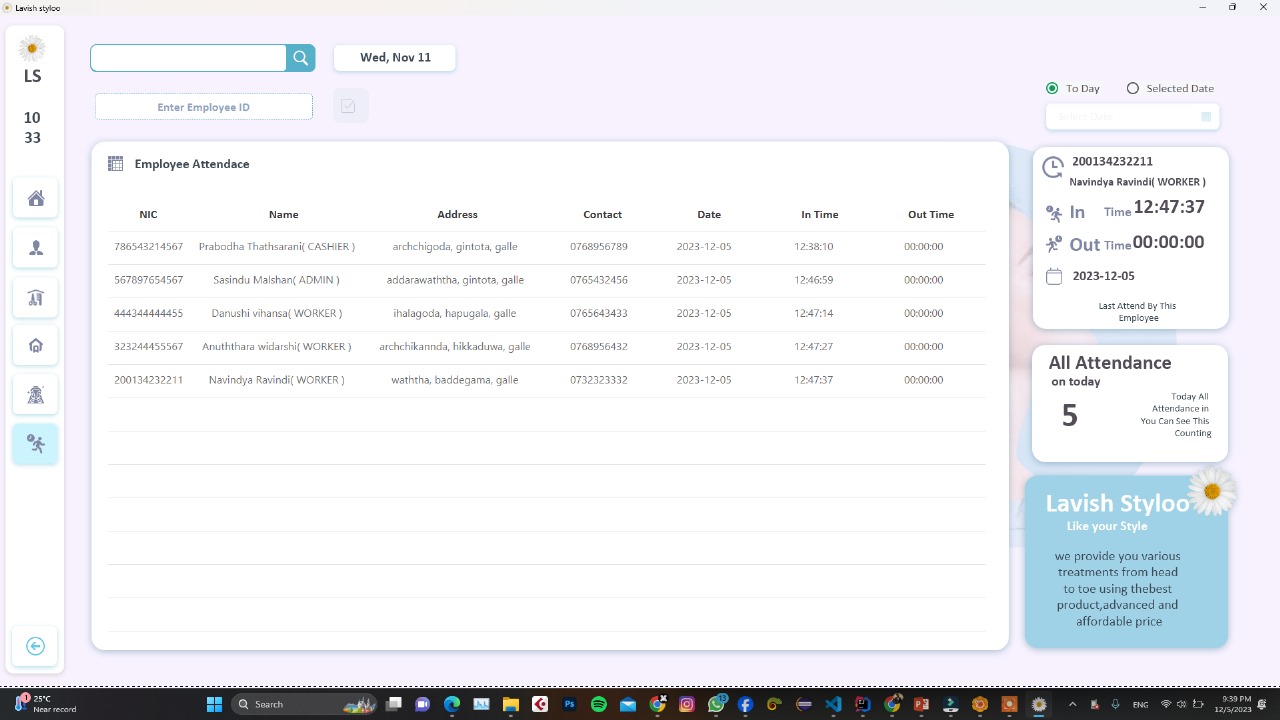 Lavish styloo
LS
10
33
Wed, Nov 11
Enter Employee ID
To Day
Selected Date
Select Date
Employee Attendace
NIC Name Address Contact Date In Time Out Time
786543214567 Prabodha Thathsarani( CASHIER ) archchigoda, gintota, galle 0768956789 2023-12-05 12:38:10 00:00:00
567897654567 Sasindu Malshan( ADMIN ) addarawaththa, gintota, galle 0765432456 2023-12-05 12:46:59 00:00:00
444344444455 Danushi vihansa( WORKER ) ihalagoda, hapugala, galle 0765643433 2023-12-05 12:47:14 00:00:00
323244455567 Anuththara widarshi( WORKER ) archchikannda, hikkaduwa, galle 0768956432 2023-12-05 12:47:27 00:00:00
200134232211 Navindya Ravindi( WORKER ) waththa, baddegama, galle 0732323332 2023-12-05 12:47:37 00:00:00
200134232211
Navindya Ravindi( WORKER )
In Time 12:47:37
Out Time 00:00:00
2023-12-05
Last Attend By This
Employee
All Attendance
on today
5
Today All
Attendance in
You Can See This
Counting
Lavish Styloo
Like your Style
we provide you various
treatments from head
to toe using thebest
product,advanced and
affordable price
1
25°C
Near record
Search
13
ENG
9:39 PM
12/5/2023